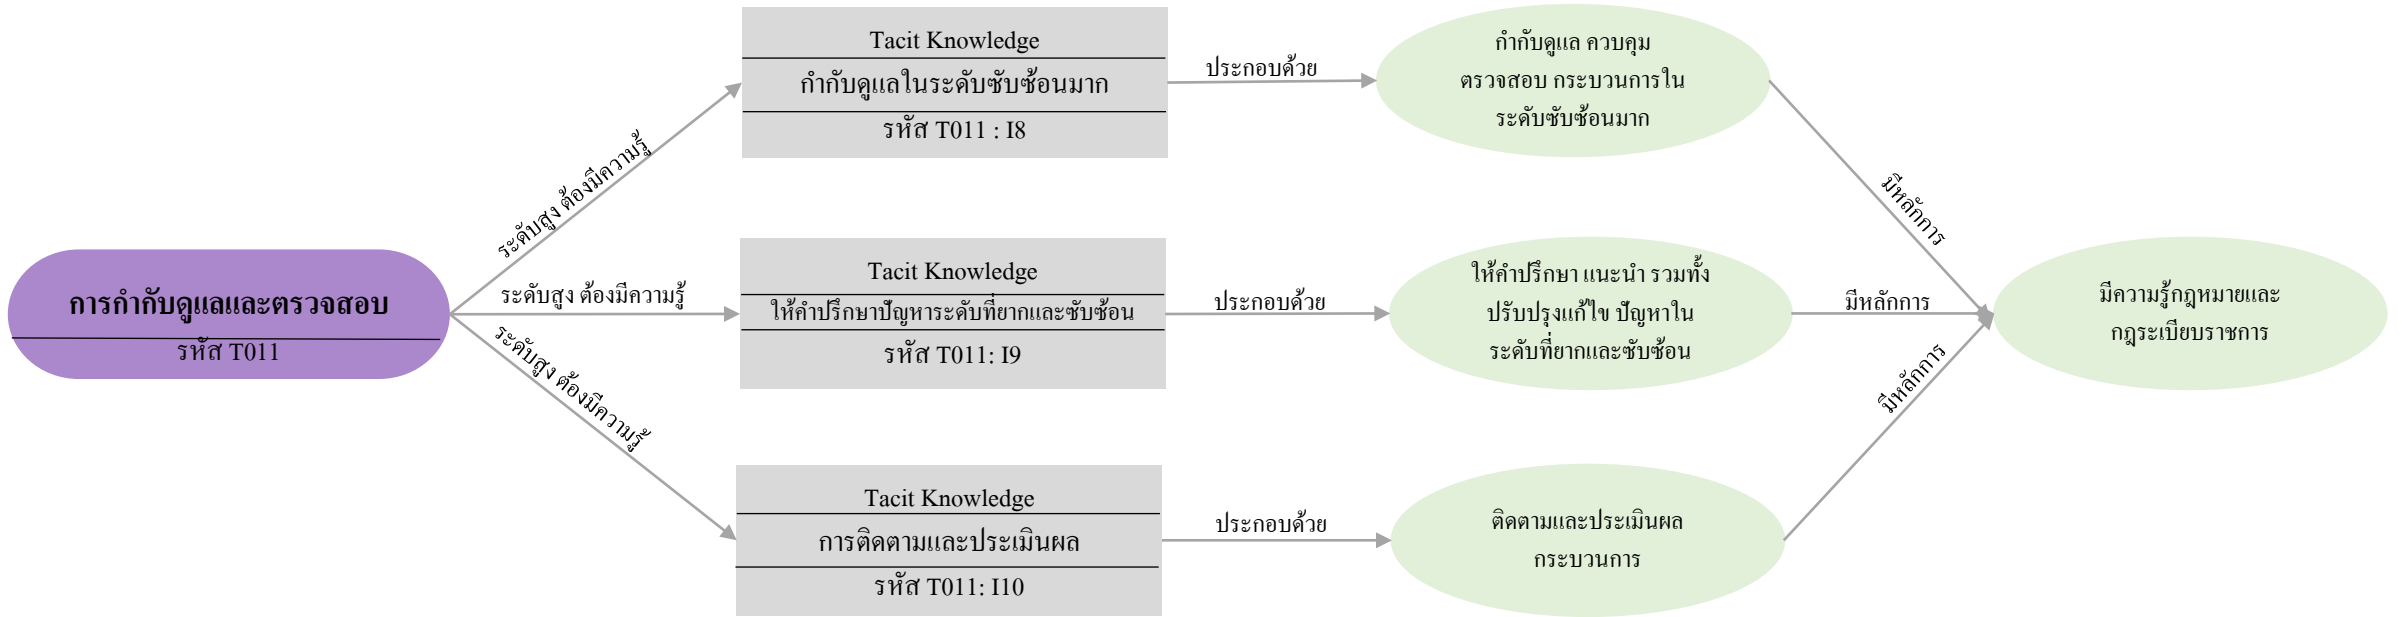 การกำกับดูแลและตรวจสอบ
รหัส T011
ระดับสูง ต้องมีความรู้
ระดับสูง ต้องมีความรู้
ระดับสูง ต้องมีความรู้
Tacit Knowledge
กำกับดูแลในระดับซับซ้อนมาก
รหัส T011 : I8
ประกอบด้วย
กำกับดูแล ควบคุม
ตรวจสอบ กระบวนการใน
ระดับซับซ้อนมาก
มีหลักการ
Tacit Knowledge
ให้คำปรึกษาปัญหาระดับที่ยากและซับซ้อน
รหัส T011: I9
ประกอบด้วย
ให้คำปรึกษา แนะนำ รวมทั้ง
ปรับปรุงแก้ไข ปัญหาใน
ระดับที่ยากและซับซ้อน
มีหลักการ
Tacit Knowledge
การติดตามและประเมินผล
รหัส T011: I10
ประกอบด้วย
ติดตามและประเมินผล
กระบวนการ
มีหลักการ
มีความรู้กฎหมายและ
กฎระเบียบราชการ